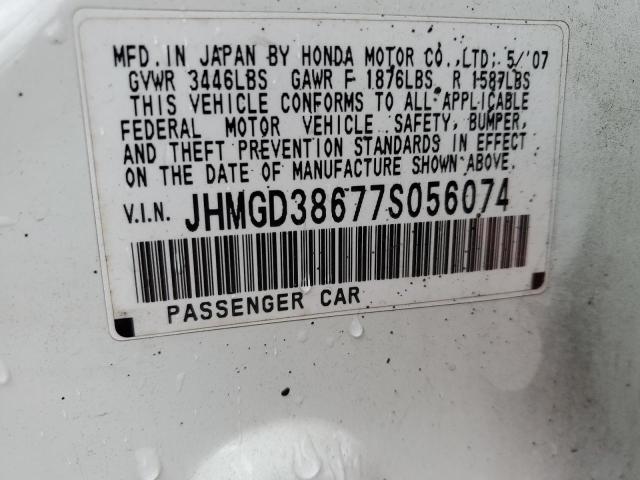 MFD. IN JAPAN BY HONDA MOTOR CO., LTD; 5/'07
GVWR 3446LBS GAWR F 1876LBS R 1587LBS
THIS VEHICLE CONFORMS TO ALL APPLICABLE
FEDERAL MOTOR VEHICLE SAFETY, BUMPER,
AND THEFT PREVENTION STANDARDS IN EFFECT
ON THE DATE OF MANUFACTURE SHOWN ABOVE.
V.I.N. JHMGD38677S056074
PASSENGER CAR